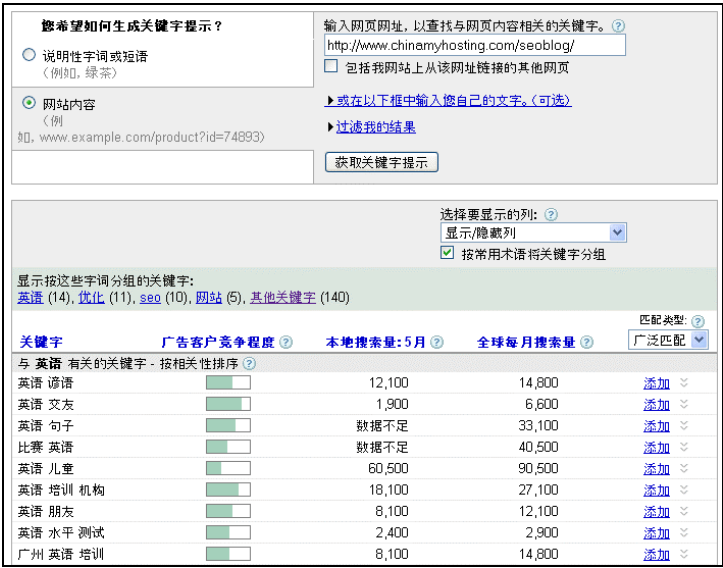 您希望如何生成关键字提示？
说明性字词或短语
（例如，绿茶）
网站内容
（例
如，www.example.com/product?id=74893）
输入网页网址，以查找与网页内容相关的关键字。
http://www.chinamyhosting.com/seoblog/
包括我网站上从该网址链接的其他网页
或在以下框中输入您自己的文字。（可选）
过滤我的结果
获取关键字提示
选择要显示的列:
显示/隐藏列
按常用术语将关键字分组
显示按这些字词分组的关键字:
英语 (14), 优化 (11), seo (10), 网站 (5), 其他关键字 (140)
匹配类型:
关键字 广告客户竞争程度 本地搜索量:5月 全球每月搜索量 广泛匹配
与 英语 有关的关键字 - 按相关性排序
英语 谚语 12,100 14,800 添加
英语 交友 1,900 6,600 添加
英语 句子 数据不足 33,100 添加
比赛 英语 数据不足 40,500 添加
英语 儿童 60,500 90,500 添加
英语 培训 机构 18,100 27,100 添加
英语 朋友 8,100 12,100 添加
英语 水平 测试 2,400 2,900 添加
广州 英语 培训 8,100 14,800 添加